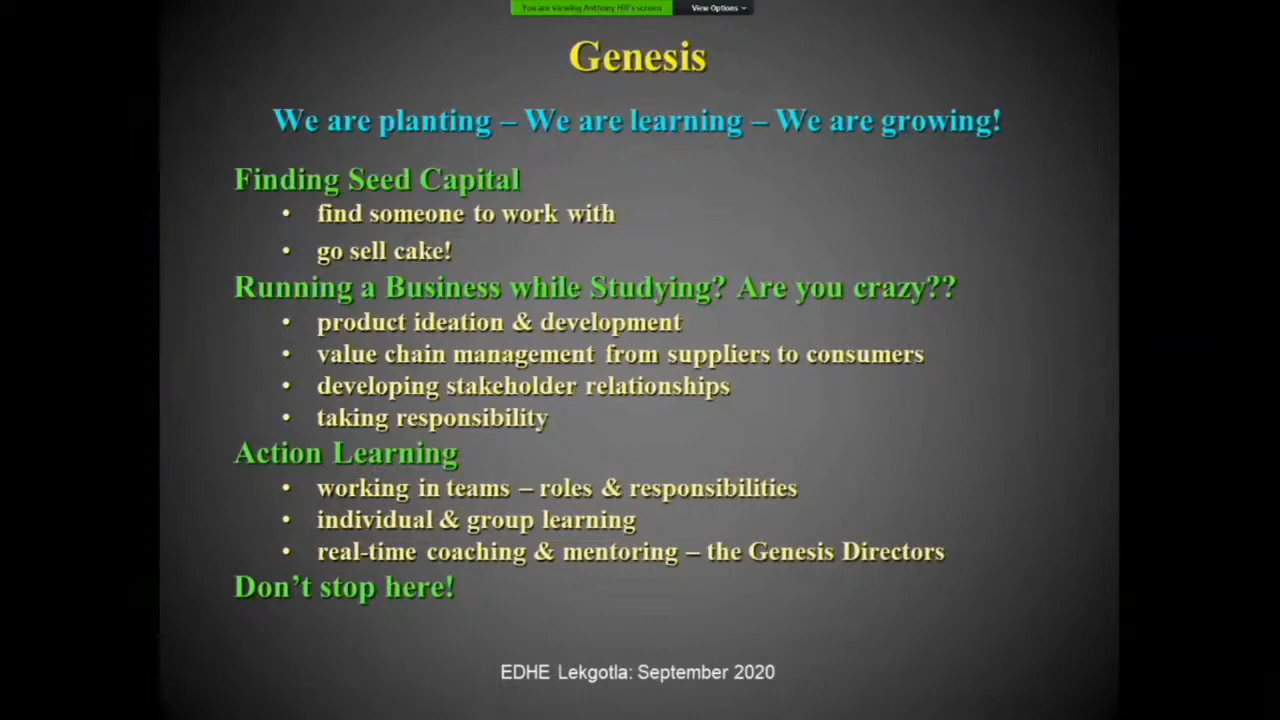 You are viewing Anthony Hill's screen View Options
Genesis
We are planting – We are learning – We are growing!
Finding Seed Capital
• find someone to work with
• go sell cake!
Running a Business while Studying? Are you crazy??
• product ideation & development
• value chain management from suppliers to consumers
• developing stakeholder relationships
• taking responsibility
Action Learning
• working in teams – roles & responsibilities
• individual & group learning
• real-time coaching & mentoring – the Genesis Directors
Don’t stop here!
EDHE Lekgotla: September 2020